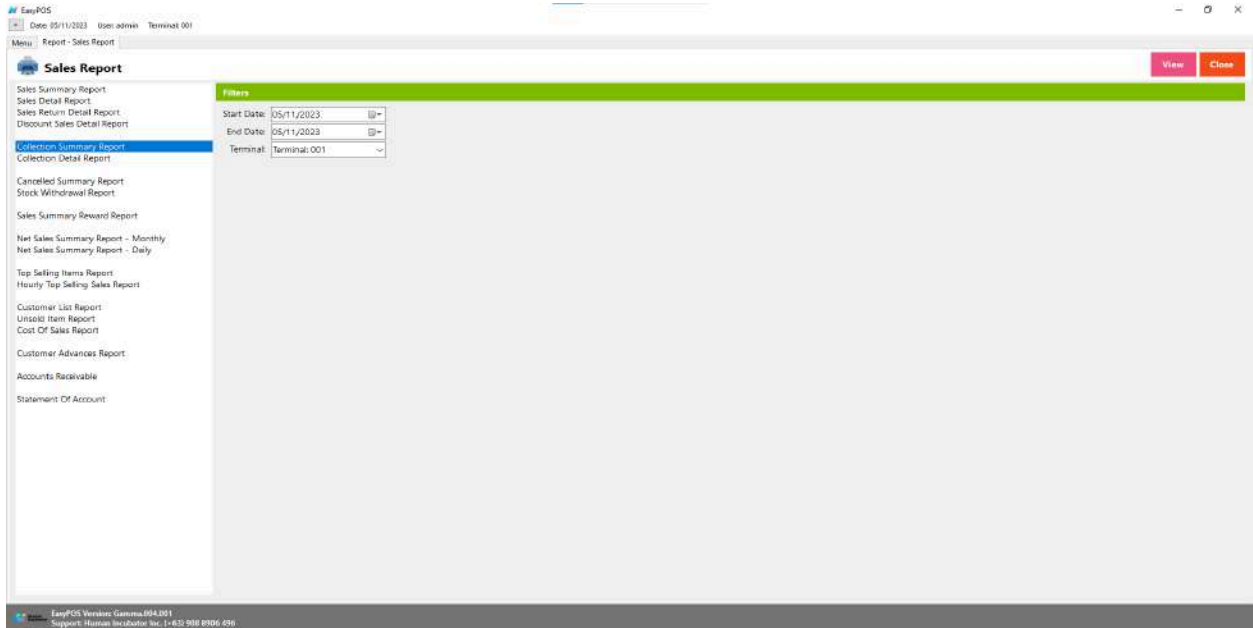 EasyPOS
Date: 05/11/2023 User: admin Terminal: 001
Menu Report - Sales Report
Sales Report
View Close
Sales Summary Report
Sales Detail Report
Sales Return Detail Report
Discount Sales Detail Report
Collection Summary Report
Collection Detail Report
Cancelled Summary Report
Stock Withdrawal Report
Sales Summary Reward Report
Net Sales Summary Report - Monthly
Net Sales Summary Report - Daily
Top Selling Items Report
Hourly Top Selling Sales Report
Customer List Report
Unsold Item Report
Cost Of Sales Report
Customer Advances Report
Accounts Receivable
Statement Of Account
Filters
Start Date: 05/11/2023
End Date: 05/11/2023
Terminal: Terminal: 001
EasyPOS Version: Gamma.004.001
Support: Human Incubator Inc. (+63) 908 8906 496